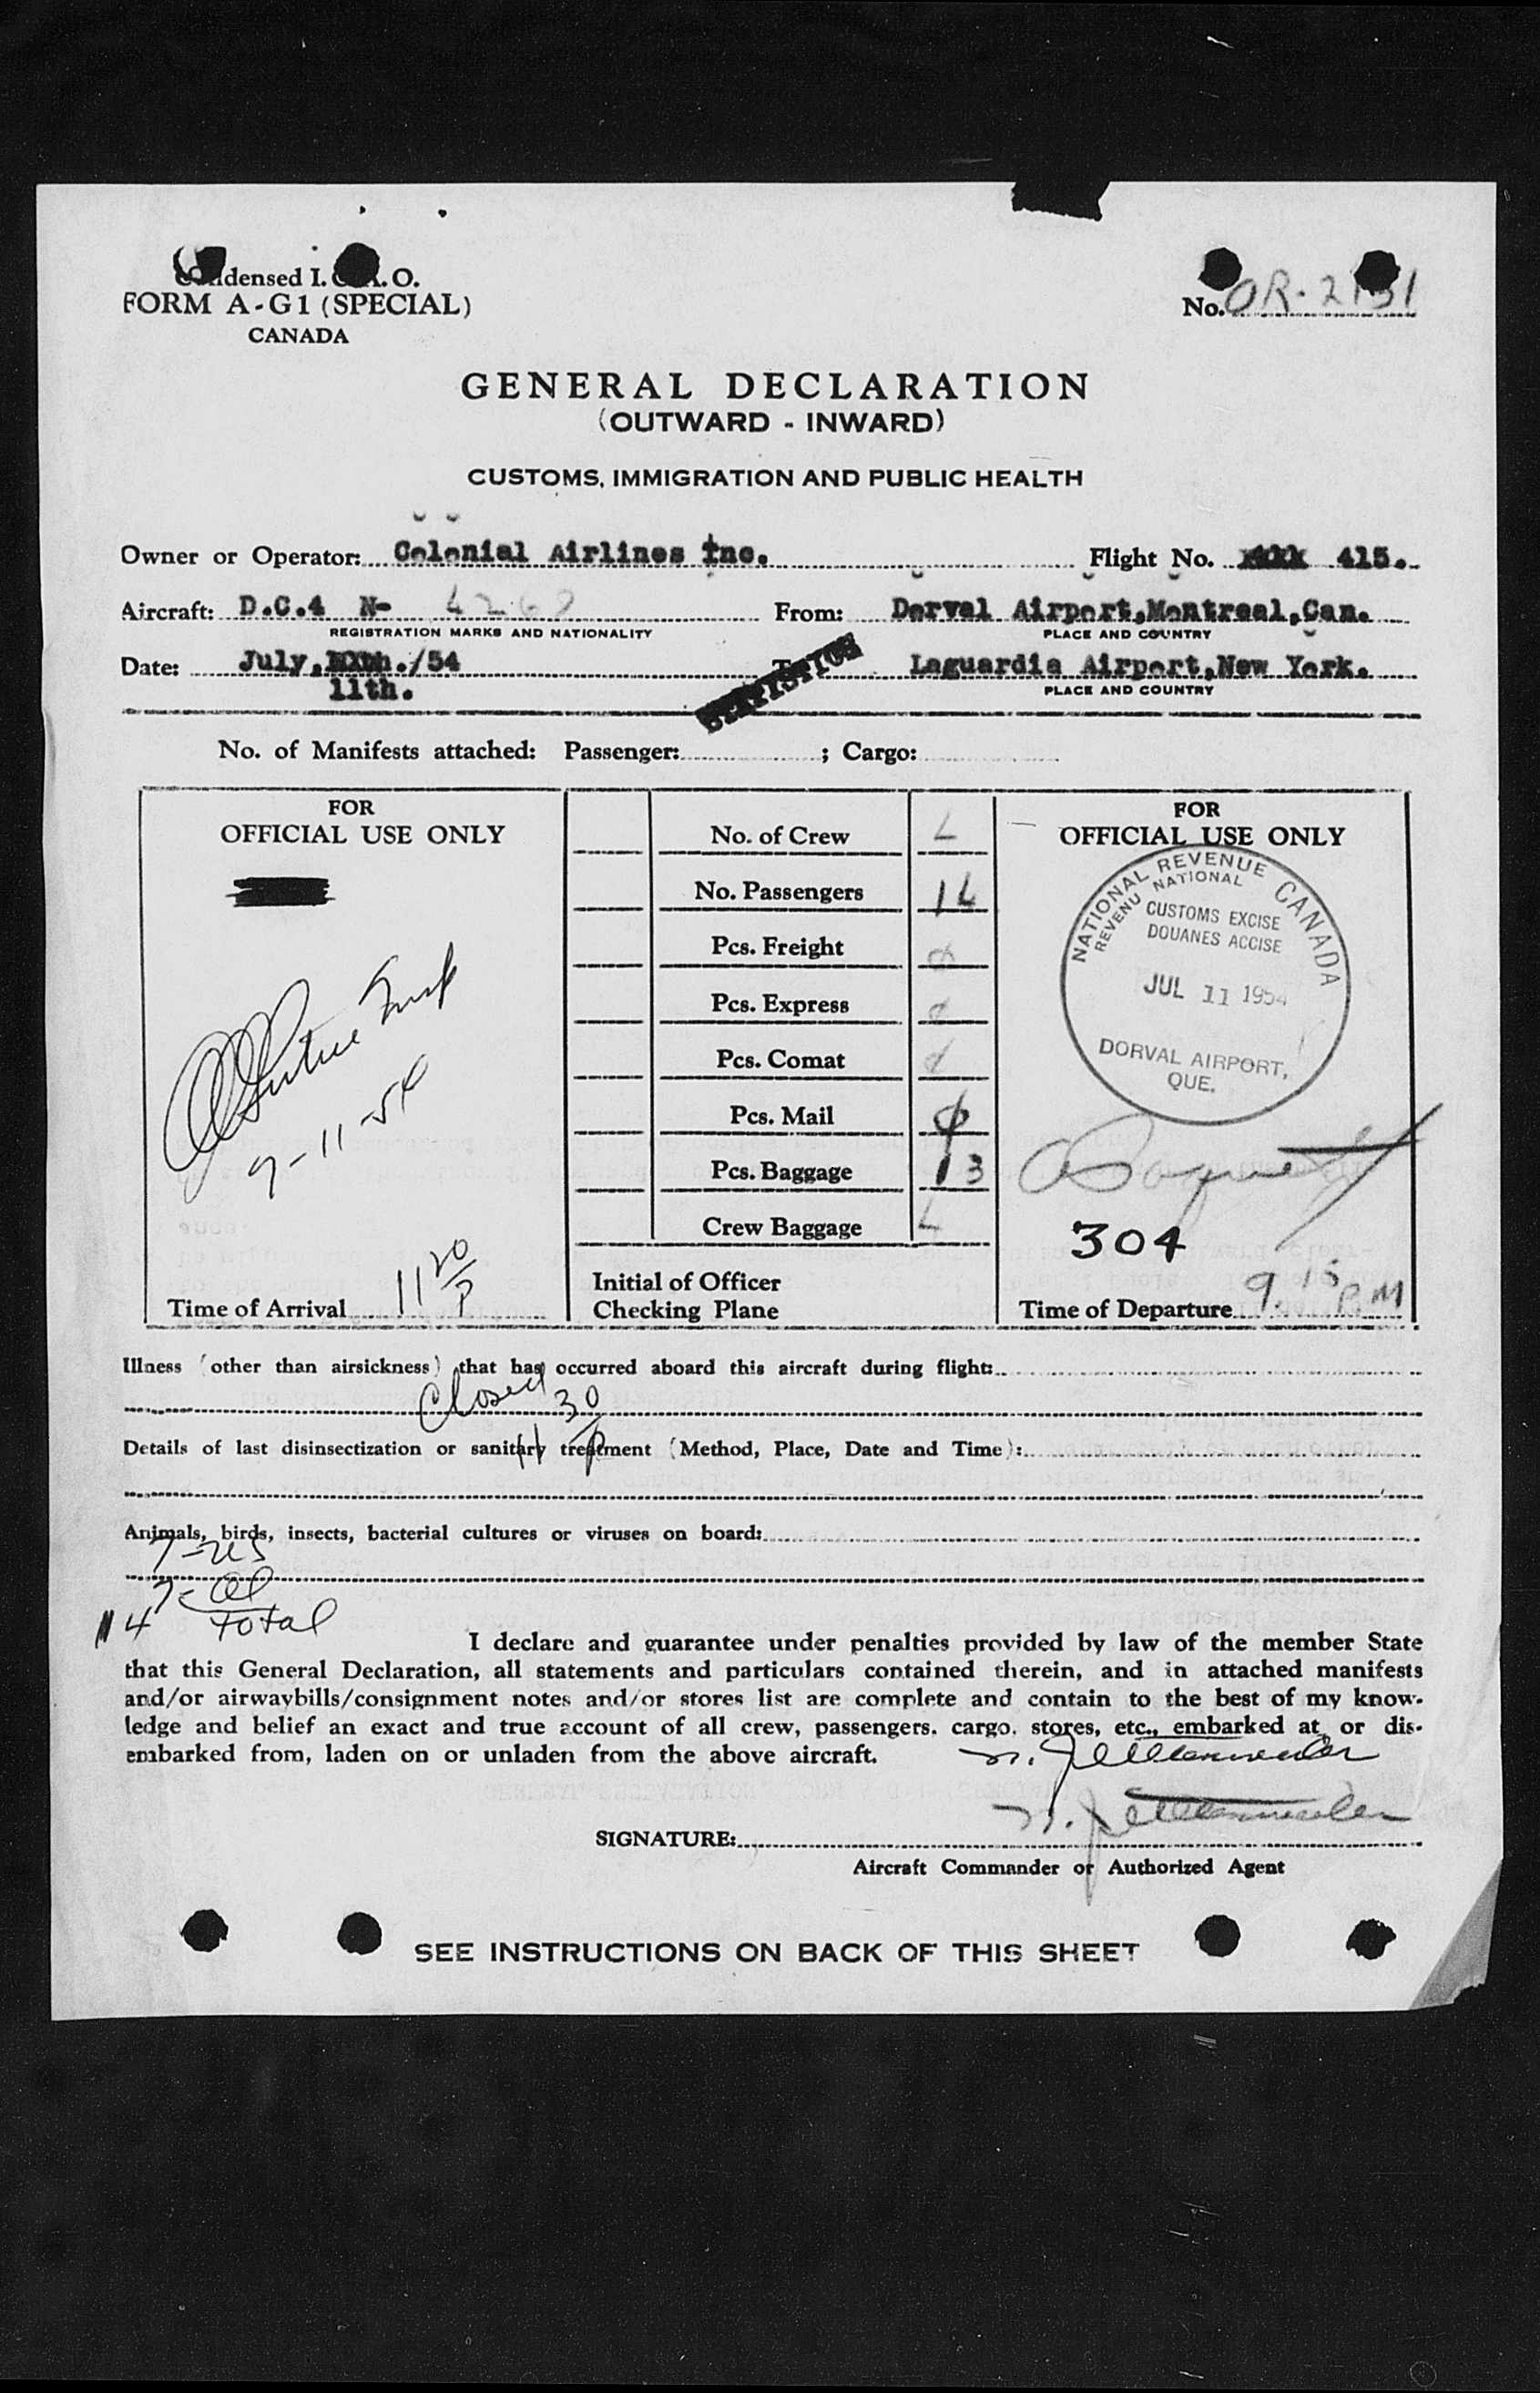 Condensed I.C.A.O.
FORM A-G1 (SPECIAL)
CANADA
No. OR-2131
GENERAL DECLARATION
(OUTWARD - INWARD)
CUSTOMS, IMMIGRATION AND PUBLIC HEALTH
Owner or Operator: Colonial Airlines Inc. Flight No. 415.
Aircraft: D.C.4 N- From: Dorval Airport,Montreal,Can.
REGISTRATION MARKS AND NATIONALITY PLACE AND COUNTRY
Date: July, /54 To Laguardia Airport,New York.
11th. PLACE AND COUNTRY
STATISTICS
No. of Manifests attached: Passenger: ; Cargo:
FOR
OFFICIAL USE ONLY
7-11-54
Time of Arrival 11 20 P
No. of Crew
No. Passengers 14
Pcs. Freight
Pcs. Express
Pcs. Comat
Pcs. Mail
Pcs. Baggage 13
Crew Baggage
Initial of Officer
Checking Plane
FOR
OFFICIAL USE ONLY
NATIONAL REVENUE CANADA
REVENU NATIONAL
CUSTOMS EXCISE
DOUANES ACCISE
JUL 11 1954
DORVAL AIRPORT,
QUE.
304
Time of Departure 9.15 P.M
Illness (other than airsickness) that has occurred aboard this aircraft during flight:
Closed 11 30 P
Details of last disinsectization or sanitary treatment (Method, Place, Date and Time):
Animals, birds, insects, bacterial cultures or viruses on board:
7-US
7-Al
14 Total
I declare and guarantee under penalties provided by law of the member State
that this General Declaration, all statements and particulars contained therein, and in attached manifests
and/or airwaybills/consignment notes and/or stores list are complete and contain to the best of my know-
ledge and belief an exact and true account of all crew, passengers, cargo, stores, etc., embarked at or dis-
embarked from, laden on or unladen from the above aircraft.
SIGNATURE:
Aircraft Commander or Authorized Agent
SEE INSTRUCTIONS ON BACK OF THIS SHEET